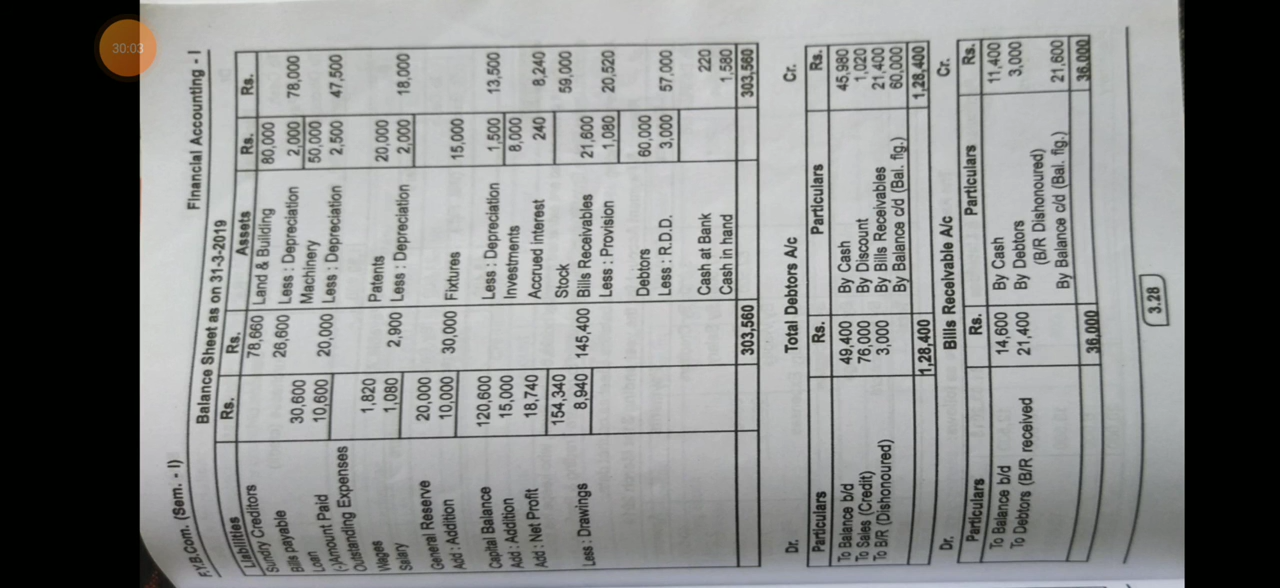 30:03
F.Y.B.Com. (Sem. - I) Financial Accounting - I
Balance Sheet as on 31-3-2019
Liabilities Rs. Rs. Assets Rs. Rs.
Sundry Creditors 78,660 Land & Building 80,000
Bills payable 26,600 Less : Depreciation 2,000 78,000
Loan 30,600 Machinery 50,000
(-)Amount Paid 10,600 20,000 Less : Depreciation 2,500 47,500
Outstanding Expenses
Wages 1,820 Patents 20,000
Salary 1,080 2,900 Less : Depreciation 2,000 18,000
General Reserve 20,000
Add : Addition 10,000 30,000 Fixtures 15,000
Capital Balance 120,600 Less : Depreciation 1,500 13,500
Add : Addition 15,000 Investments 8,000
Add : Net Profit 18,740 Accrued interest 240 8,240
154,340 Stock 59,000
Less : Drawings 8,940 145,400 Bills Receivables 21,600
Less : Provision 1,080 20,520
Debtors 60,000
Less : R.D.D. 3,000 57,000
Cash at Bank 220
Cash in hand 1,580
303,560 303,560
Dr. Total Debtors A/c Cr.
Particulars Rs. Particulars Rs.
To Balance b/d 49,400 By Cash 45,980
To Sales (Credit) 76,000 By Discount 1,020
To B/R (Dishonoured) 3,000 By Bills Receivables 21,400
By Balance c/d (Bal. fig.) 60,000
1,28,400 1,28,400
Dr. Bills Receivable A/c Cr.
Particulars Rs. Particulars Rs.
To Balance b/d 14,600 By Cash 11,400
To Debtors (B/R received 21,400 By Debtors 3,000
(B/R Dishonoured)
By Balance c/d (Bal. fig.) 21,600
36,000 36,000
3.28